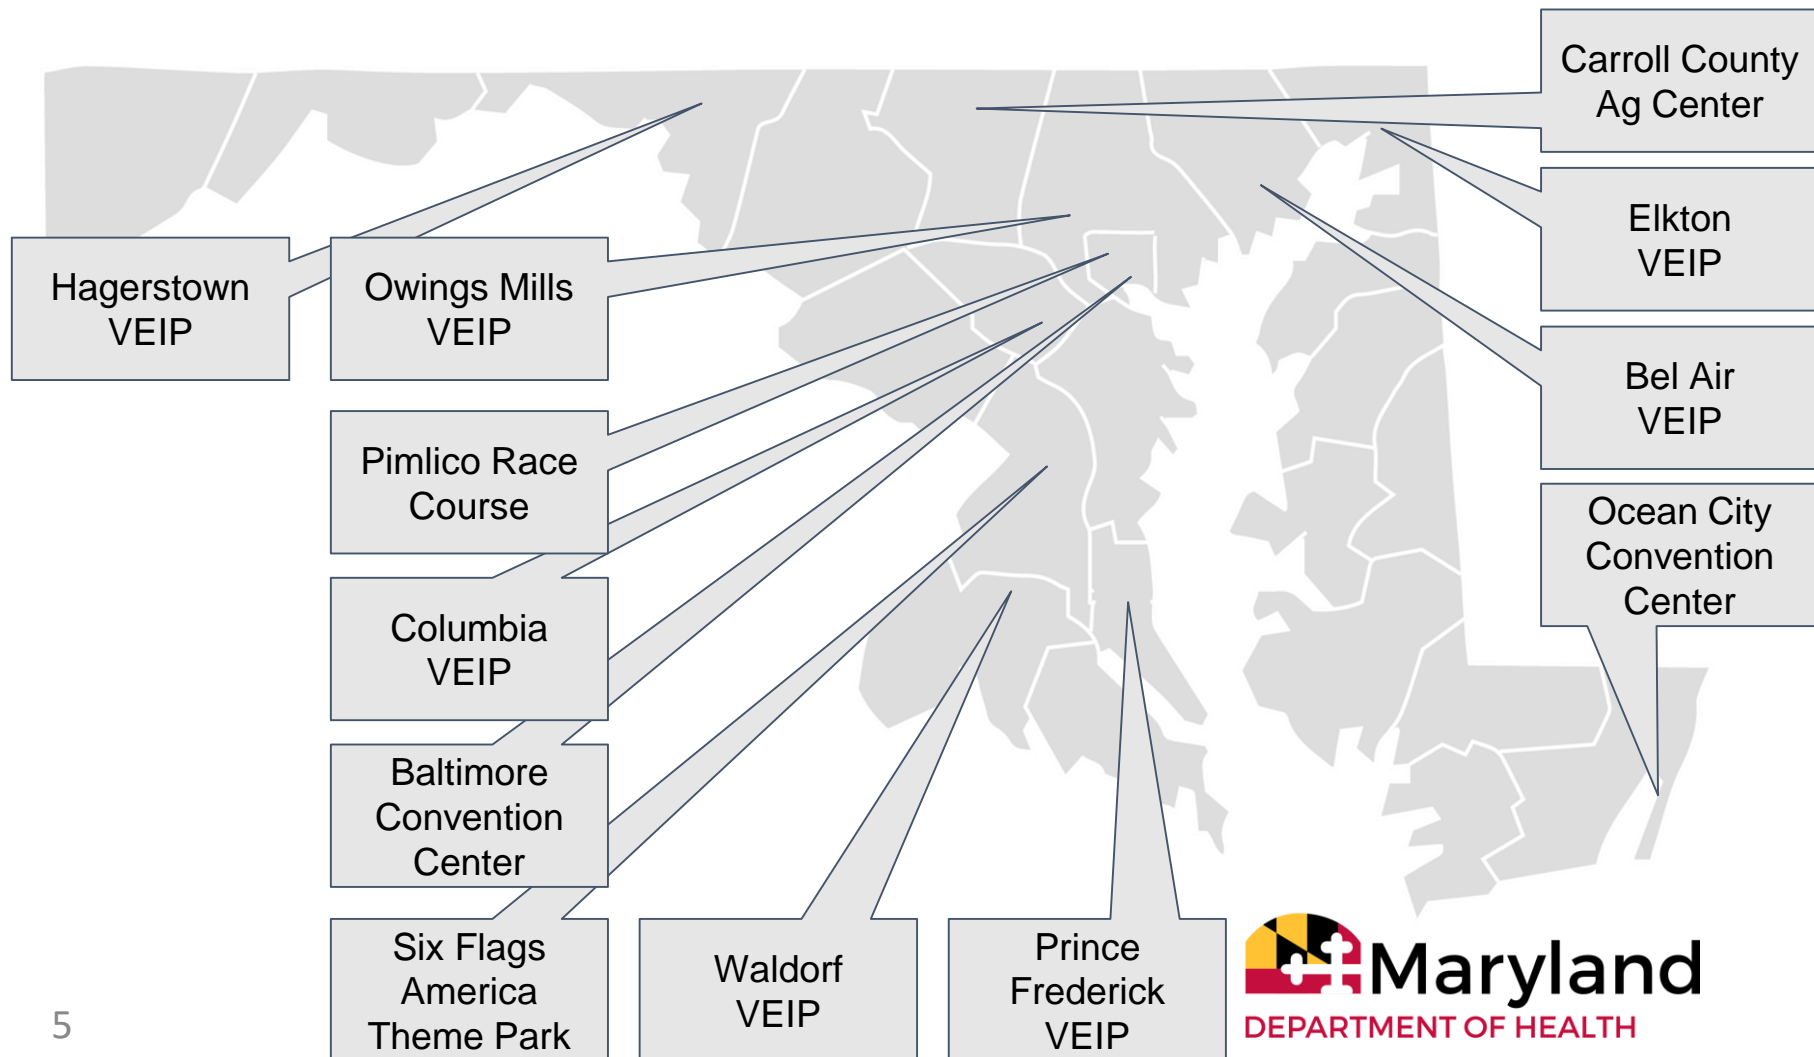 Carroll County
Ag Center
Elkton
VEIP
Hagerstown
VEIP
Owings Mills
VEIP
Bel Air
VEIP
Pimlico Race
Course
Ocean City
Convention
Center
Columbia
VEIP
Baltimore
Convention
Center
Six Flags
America
Theme Park
Waldorf
VEIP
Prince
Frederick
VEIP
Maryland
DEPARTMENT OF HEALTH
5